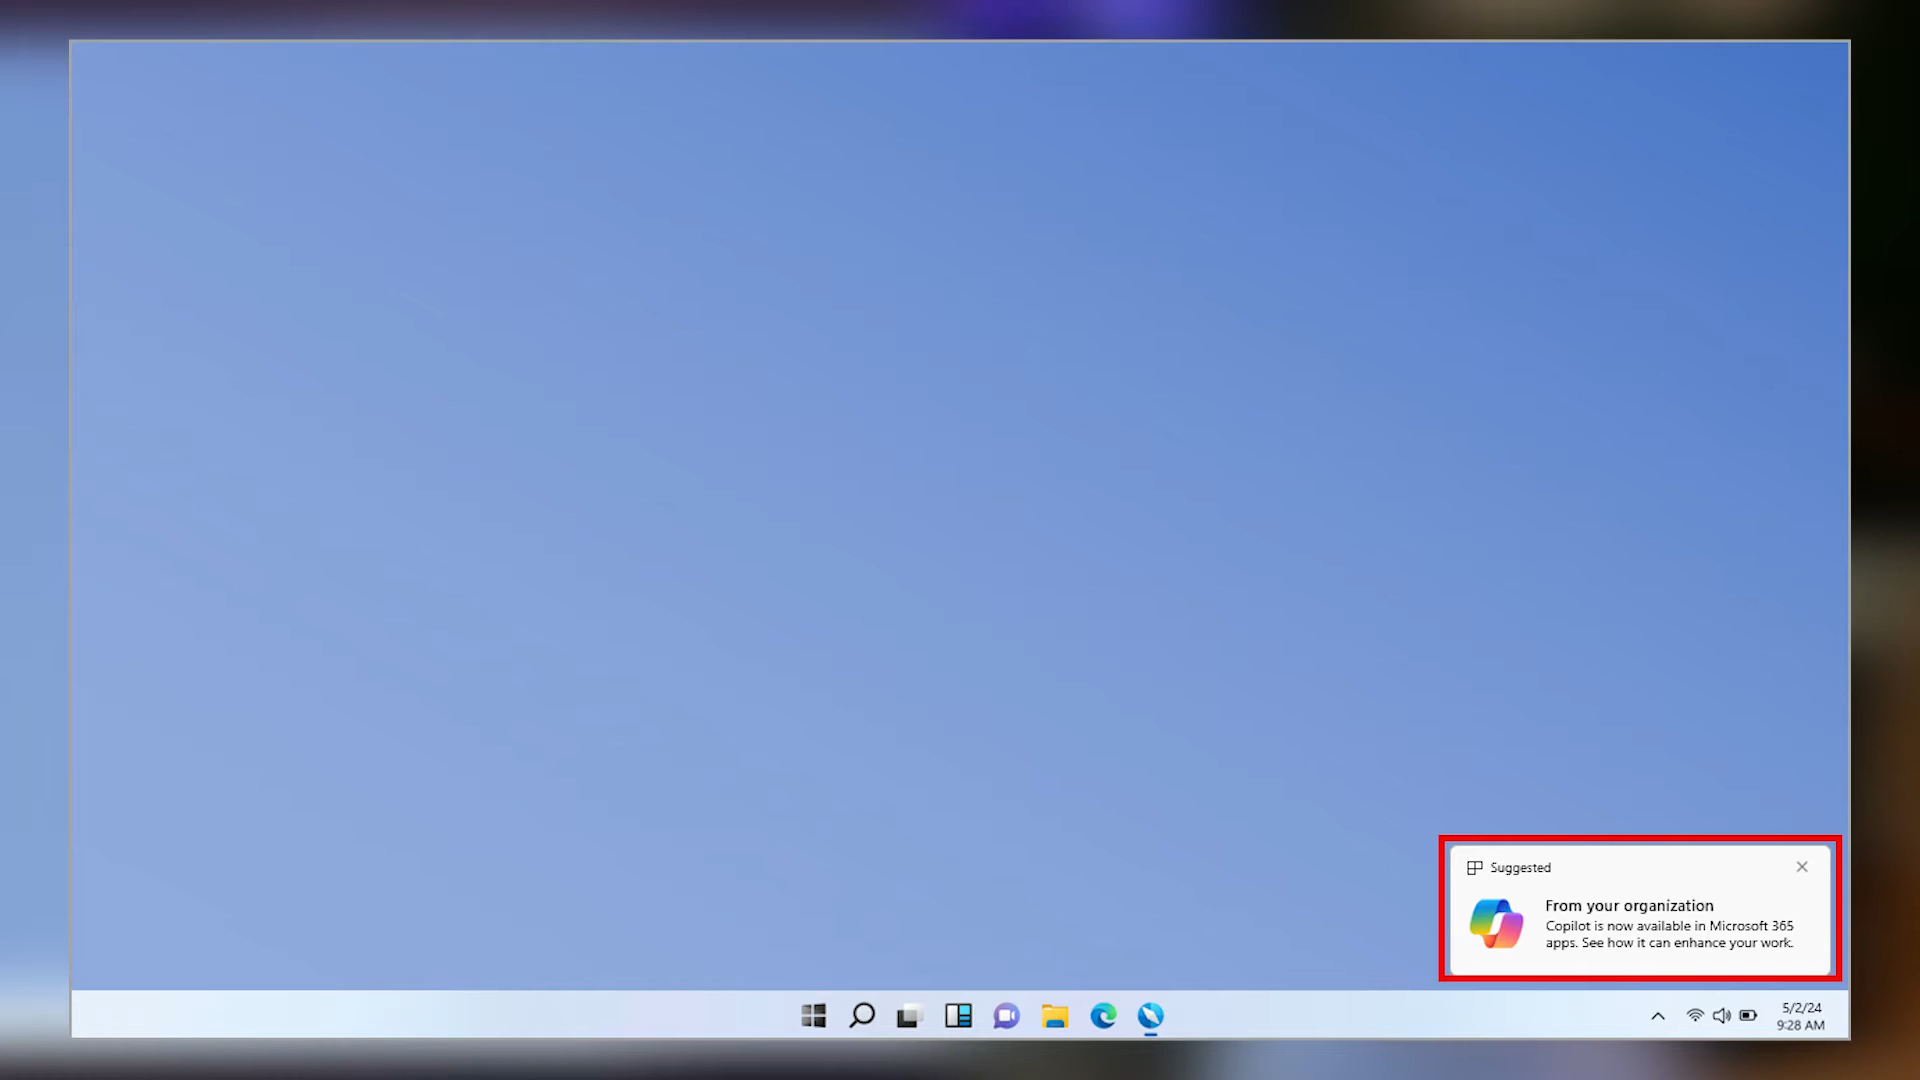 Suggested
From your organization
Copilot is now available in Microsoft 365
apps. See how it can enhance your work.
5/2/24
9:28 AM